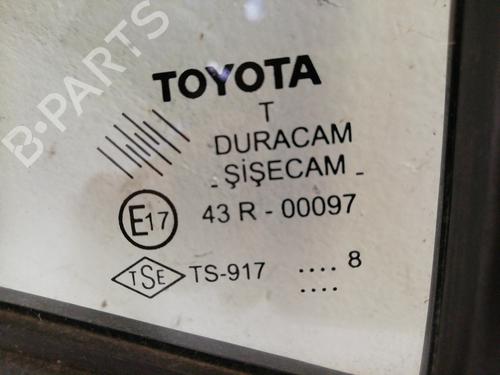 B-PARTS
TOYOTA
T
DURACAM
- ŞİŞECAM -
E17 43 R - 00097
TSE TS-917 .... 8
....